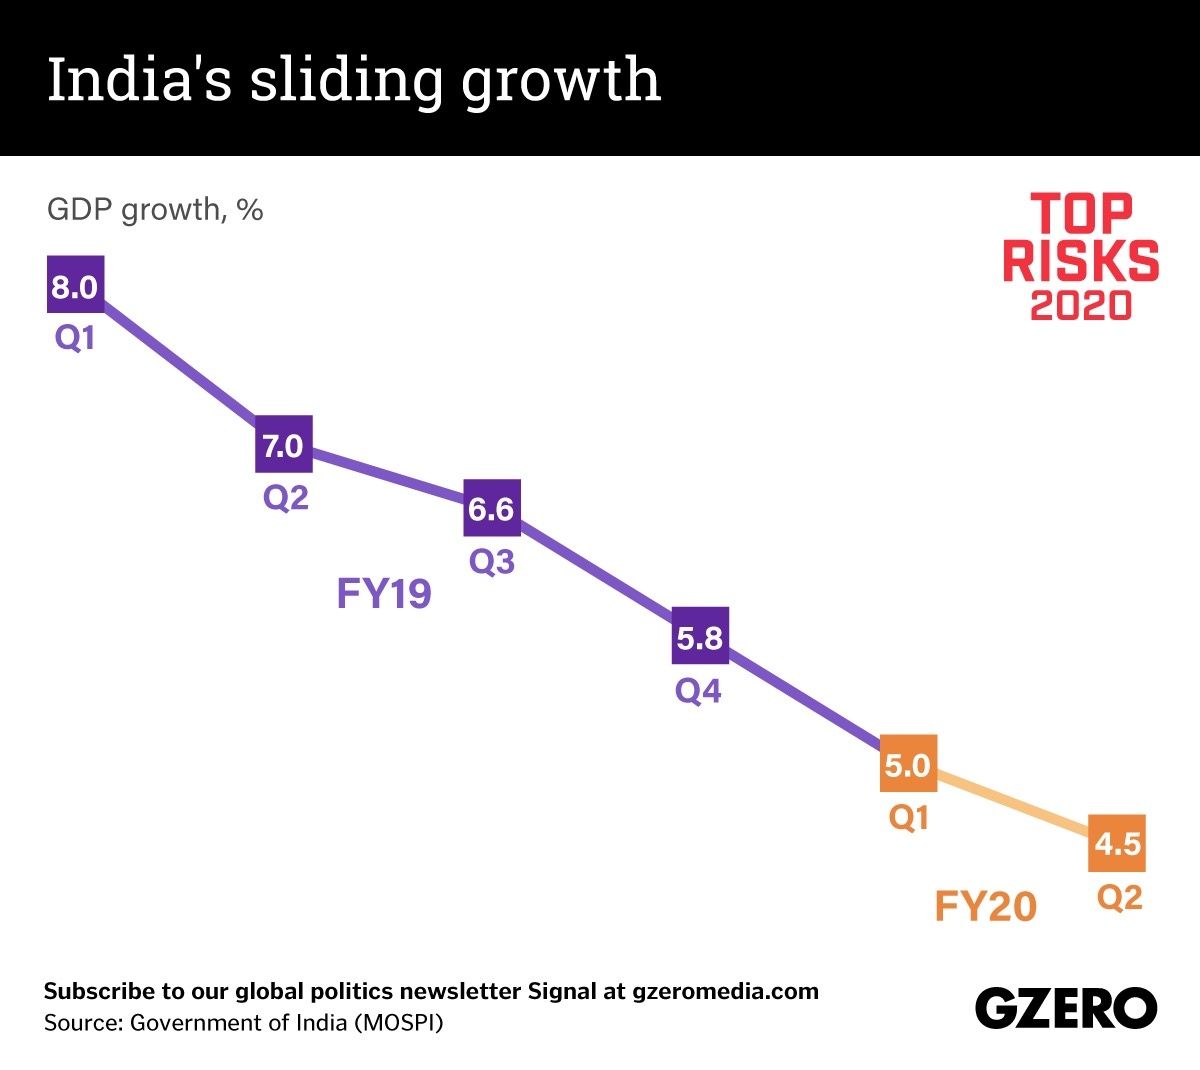 India's sliding growth
GDP growth, %
TOP
RISKS
2020
8.0
Q1
7.0
Q2
6.6
Q3
FY19
5.8
Q4
5.0
Q1
4.5
Q2
FY20
Subscribe to our global politics newsletter Signal at gzeromedia.com
Source: Government of India (MOSPI)
GZERO